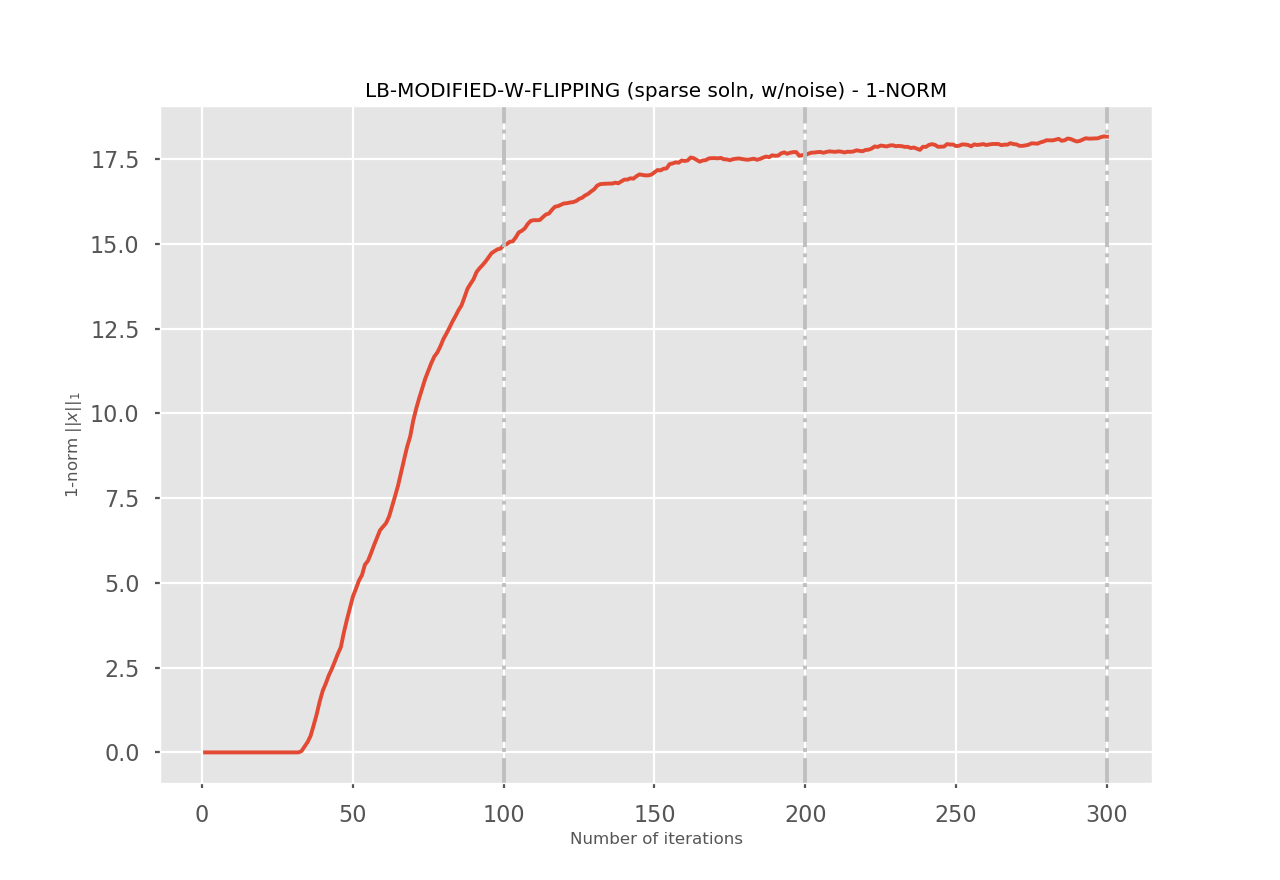 LB-MODIFIED-W-FLIPPING (sparse soln, w/noise) - 1-NORM
1-norm ||x||₁
17.5
15.0
12.5
10.0
7.5
5.0
2.5
0.0
0 50 100 150 200 250 300
Number of iterations